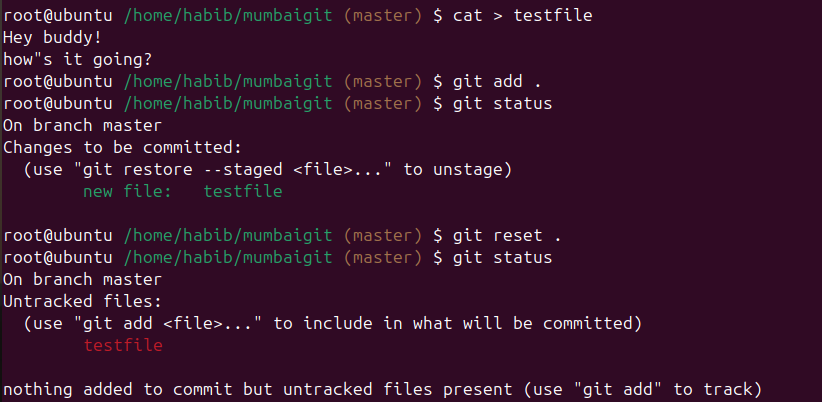 root@ubuntu /home/habib/mumbaigit (master) $ cat > testfile
Hey buddy!
how"s it going?
root@ubuntu /home/habib/mumbaigit (master) $ git add .
root@ubuntu /home/habib/mumbaigit (master) $ git status
On branch master
Changes to be committed:
  (use "git restore --staged <file>..." to unstage)
        new file:   testfile

root@ubuntu /home/habib/mumbaigit (master) $ git reset .
root@ubuntu /home/habib/mumbaigit (master) $ git status
On branch master
Untracked files:
  (use "git add <file>..." to include in what will be committed)
        testfile

nothing added to commit but untracked files present (use "git add" to track)